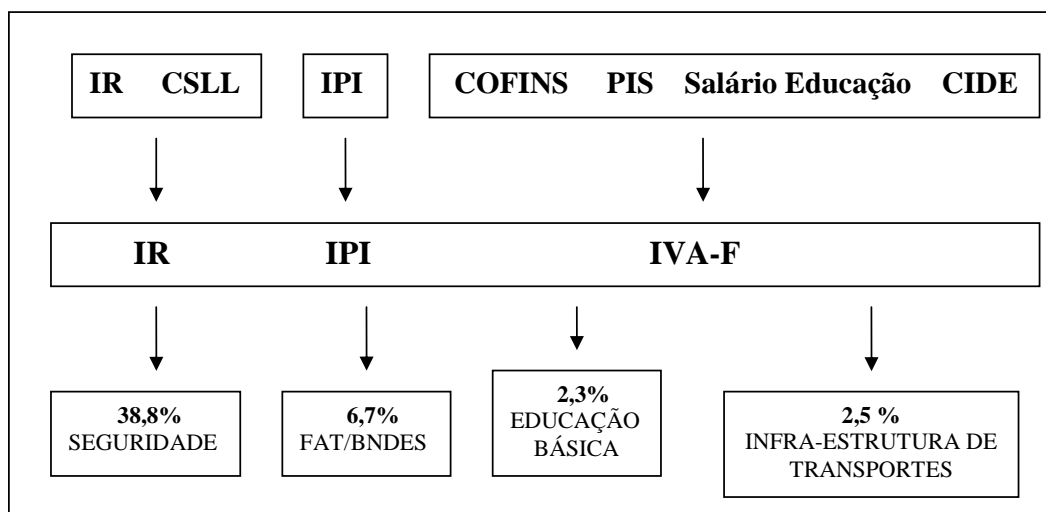 IR CSLL IPI COFINS PIS Salário Educação CIDE
IR IPI IVA-F
38,8%
SEGURIDADE
6,7%
FAT/BNDES
2,3%
EDUCAÇÃO
BÁSICA
2,5 %
INFRA-ESTRUTURA DE
TRANSPORTES